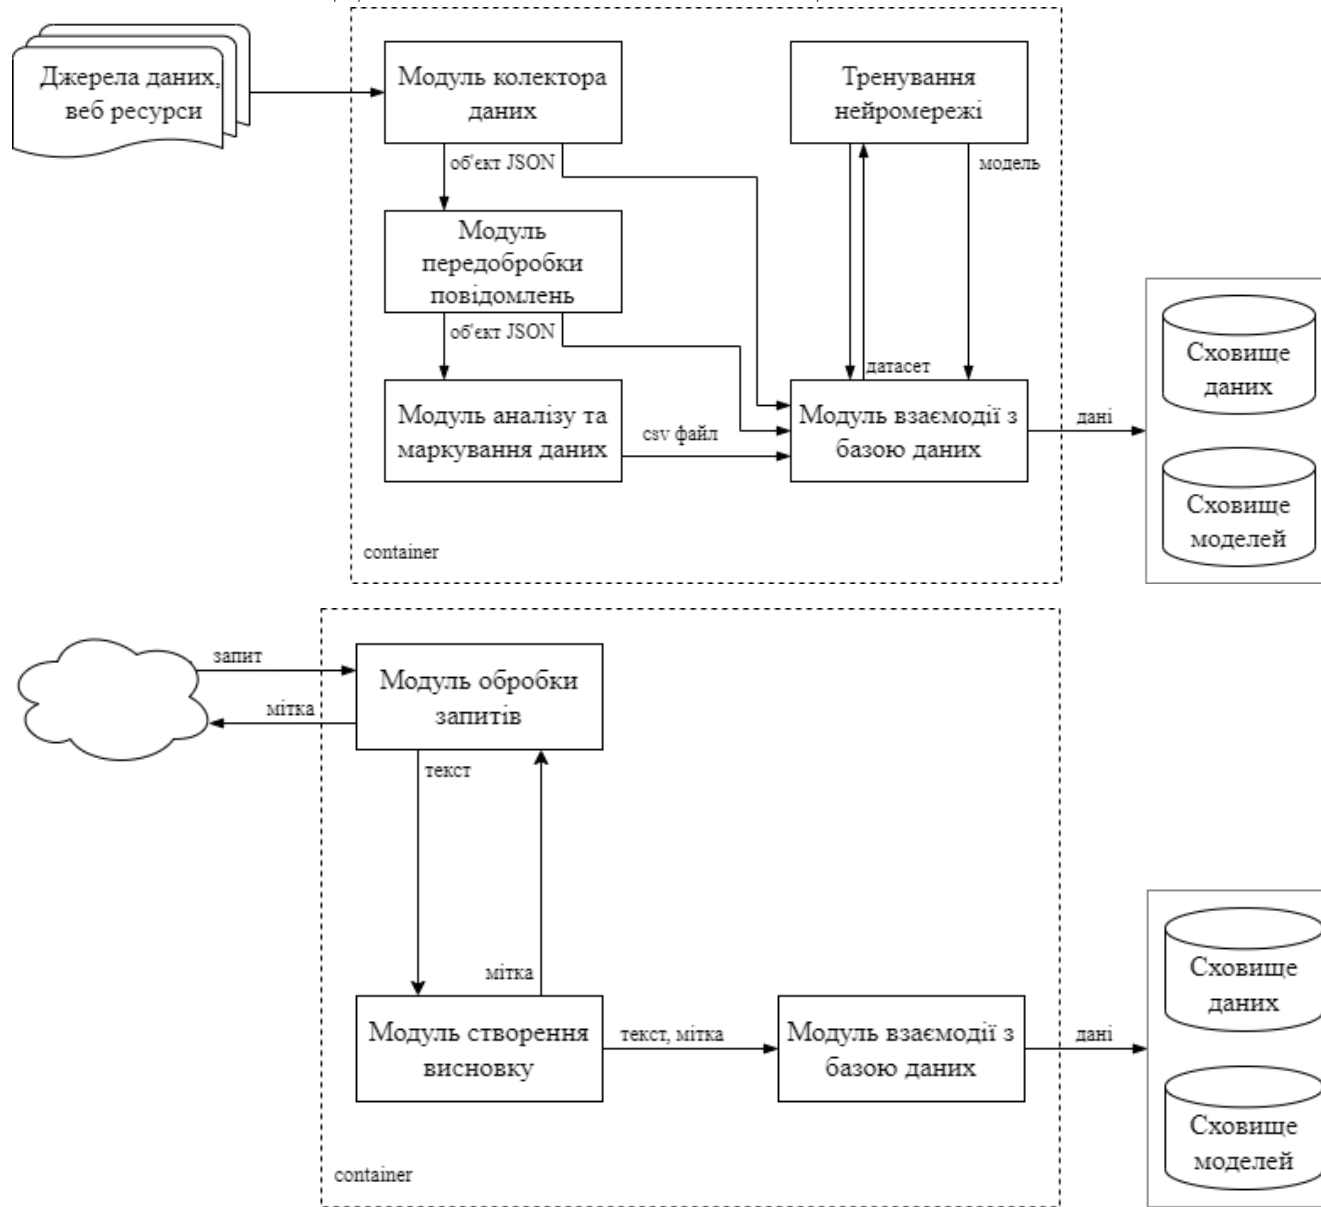 Джерела даних,
веб ресурси
Модуль колектора
даних
Тренування
нейромережі
об'єкт JSON
модель
Модуль
передобробки
повідомлень
об'єкт JSON
датасет
Модуль аналізу та
маркування даних
csv файл
Модуль взаємодії з
базою даних
дані
Сховище
даних
Сховище
моделей
container
запит
мітка
Модуль обробки
запитів
текст
мітка
Модуль створення
висновку
текст, мітка
Модуль взаємодії з
базою даних
дані
Сховище
даних
Сховище
моделей
container